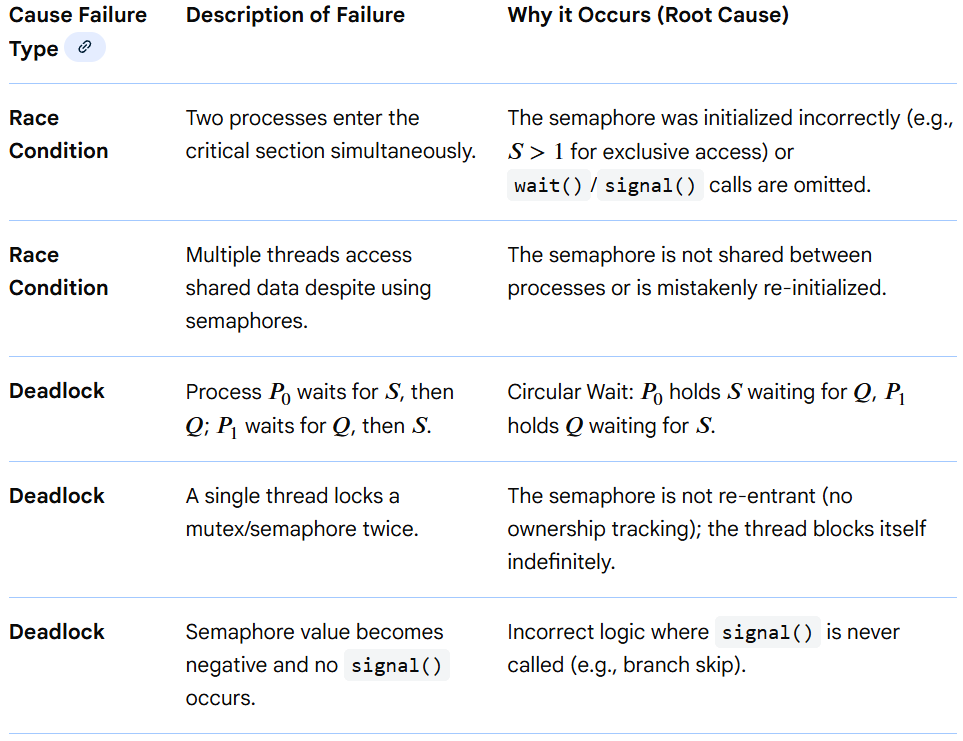 Cause Failure Type
Description of Failure
Why it Occurs (Root Cause)
Race Condition
Two processes enter the
critical section simultaneously.
The semaphore was initialized incorrectly (e.g.,
S > 1 for exclusive access) or
wait() / signal() calls are omitted.
Race Condition
Multiple threads access
shared data despite using
semaphores.
The semaphore is not shared between
processes or is mistakenly re-initialized.
Deadlock
Process P₀ waits for S, then
Q; P₁ waits for Q, then S.
Circular Wait: P₀ holds S waiting for Q, P₁
holds Q waiting for S.
Deadlock
A single thread locks a
mutex/semaphore twice.
The semaphore is not re-entrant (no
ownership tracking); the thread blocks itself
indefinitely.
Deadlock
Semaphore value becomes
negative and no signal()
occurs.
Incorrect logic where signal() is never
called (e.g., branch skip).